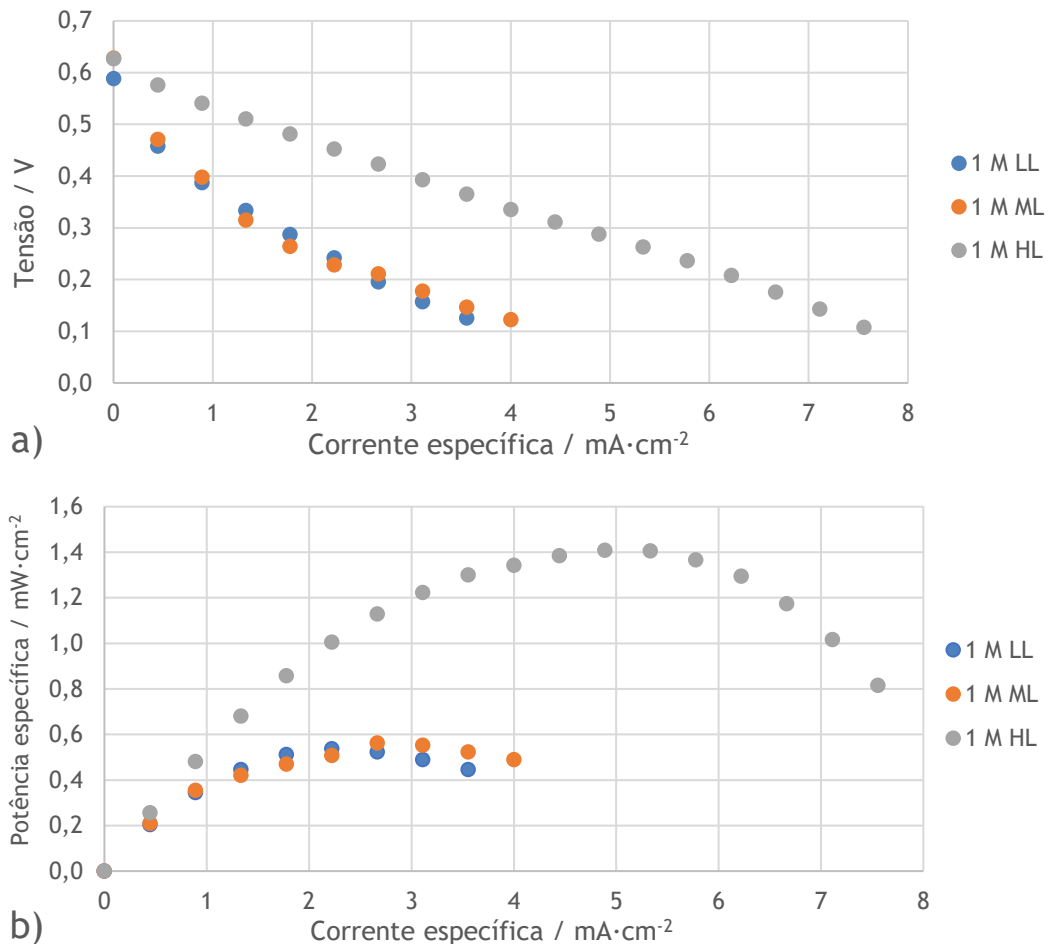 0,7
0,6
0,5
0,4
0,3
0,2
0,1
0,0
Tensão / V
0 1 2 3 4 5 6 7 8
Corrente específica / mA·cm⁻²
1 M LL
1 M ML
1 M HL
a)
1,6
1,4
1,2
1,0
0,8
0,6
0,4
0,2
0,0
Potência específica / mW·cm⁻²
0 1 2 3 4 5 6 7 8
Corrente específica / mA·cm⁻²
1 M LL
1 M ML
1 M HL
b)